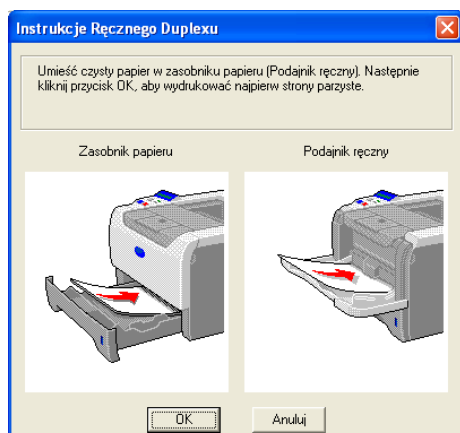 Instrukcje Ręcznego Duplexu
Umieść czysty papier w zasobniku papieru (Podajnik ręczny). Następnie
kliknij przycisk OK, aby wydrukować najpierw strony parzyste.
Zasobnik papieru
Podajnik ręczny
OK
Anuluj